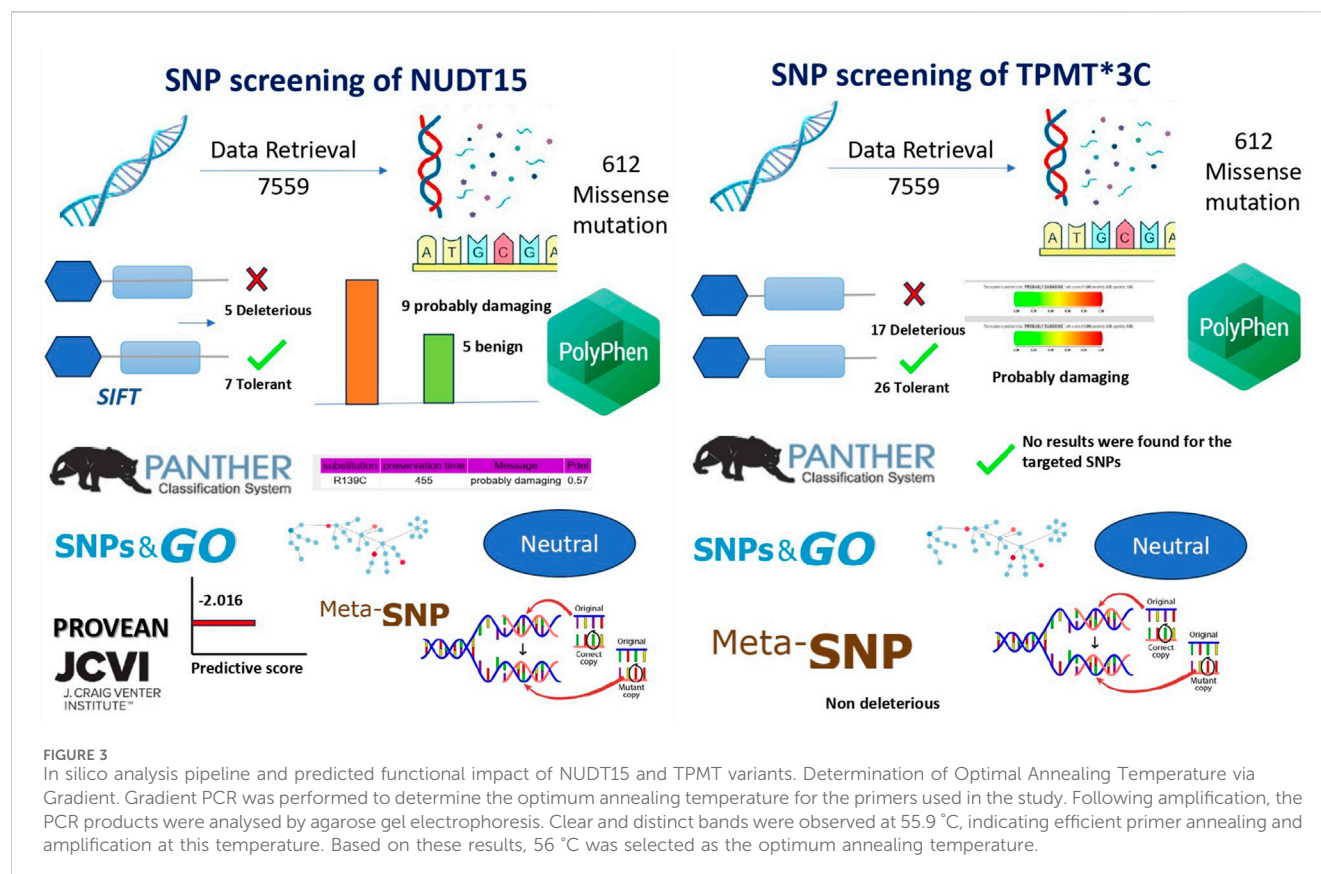 SNP screening of NUDT15
Data Retrieval
7559
612
Missense
mutation
A T G C G A
5 Deleterious
7 Tolerant
SIFT
9 probably damaging
5 benign
PolyPhen
PANTHER
Classification System
substitution preservation time Message Pdel
R139C 455 probably damaging 0.57
SNPs&GO
Neutral
PROVEAN
JCVI
J. CRAIG VENTER
INSTITUTE™
-2.016
Predictive score
Meta-SNP
Original
Correct
copy
Original
Mutant
copy
SNP screening of TPMT*3C
Data Retrieval
7559
612
Missense
mutation
A T G C G A
17 Deleterious
26 Tolerant
PROBABLY DAMAGING
PROBABLY DAMAGING
Probably damaging
PolyPhen
PANTHER
Classification System
No results were found for the
targeted SNPs
SNPs&GO
Neutral
Meta-SNP
Non deleterious
Original
Correct
copy
Original
Mutant
copy
FIGURE 3
In silico analysis pipeline and predicted functional impact of NUDT15 and TPMT variants. Determination of Optimal Annealing Temperature via
Gradient. Gradient PCR was performed to determine the optimum annealing temperature for the primers used in the study. Following amplification, the
PCR products were analysed by agarose gel electrophoresis. Clear and distinct bands were observed at 55.9 ˚C, indicating efficient primer annealing and
amplification at this temperature. Based on these results, 56 ˚C was selected as the optimum annealing temperature.